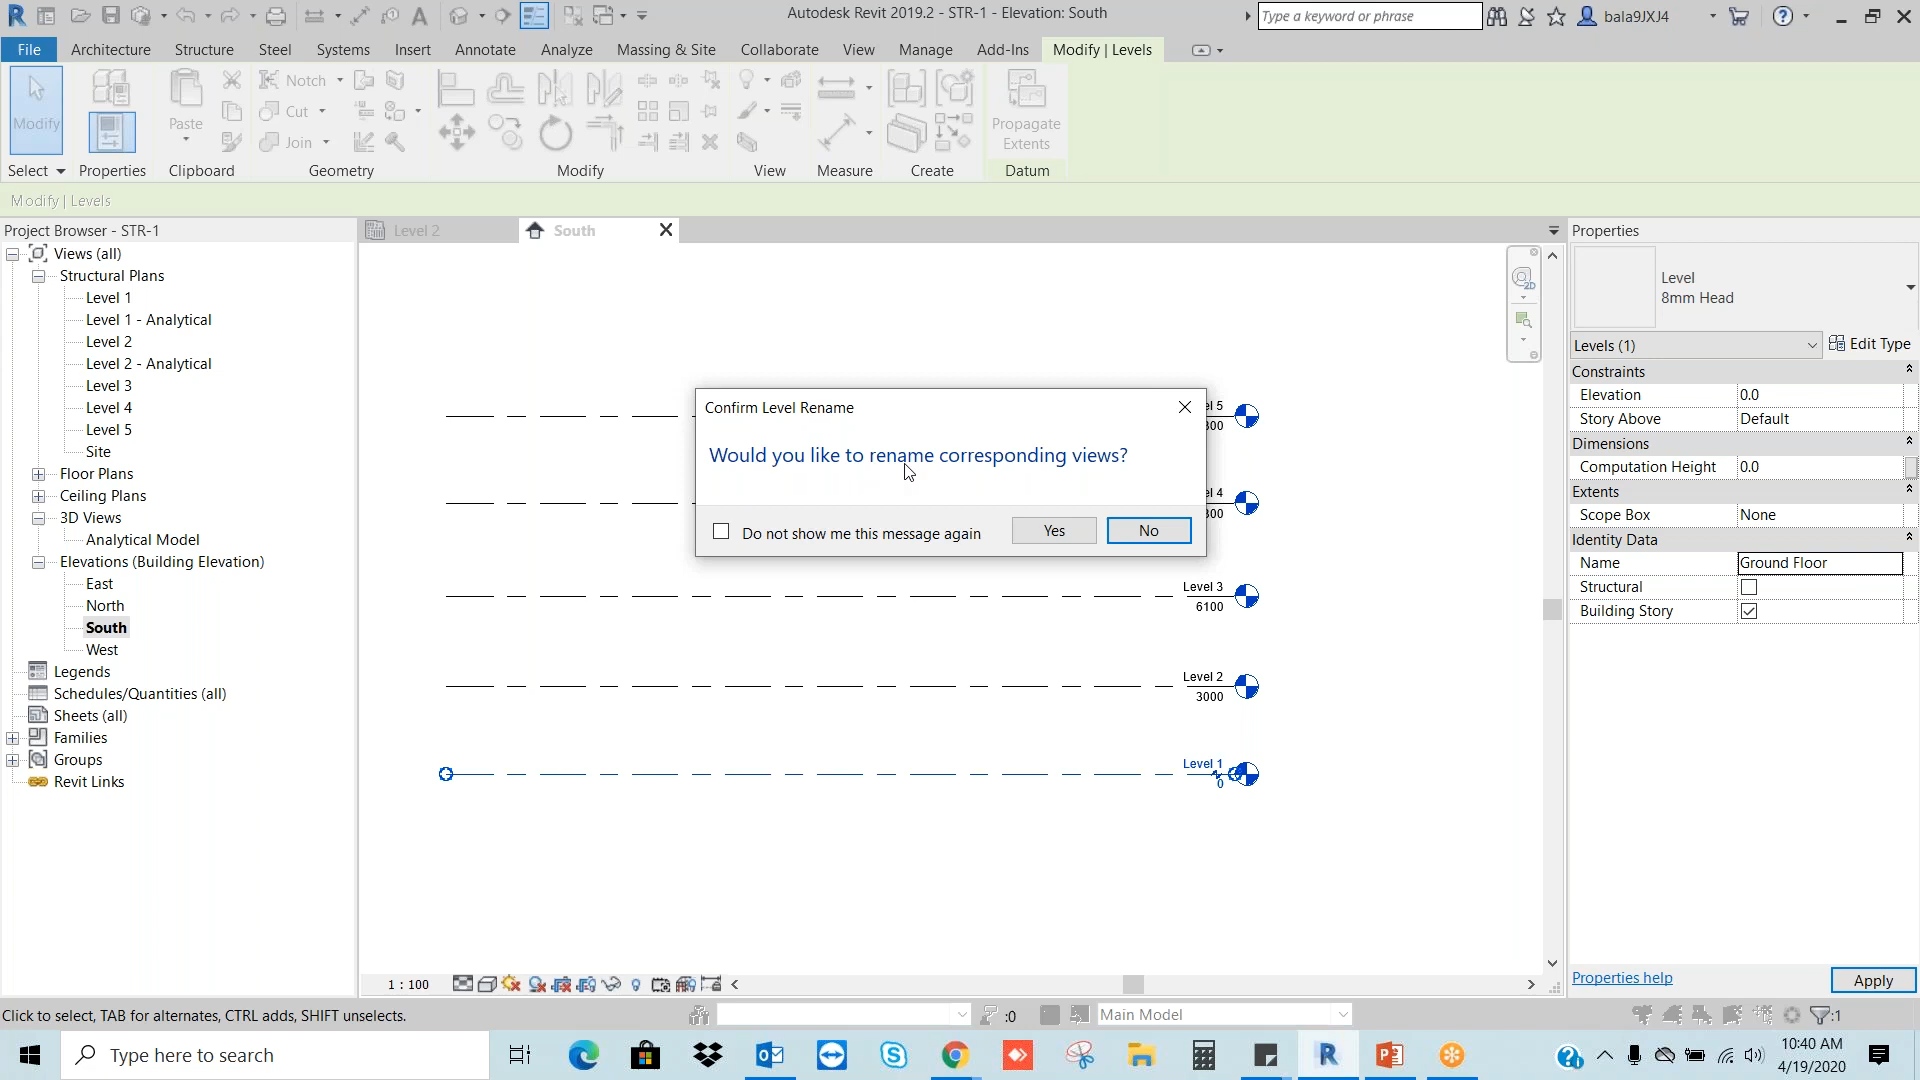 Autodesk Revit 2019.2 - STR-1 - Elevation: South
Type a keyword or phrase
bala9JXJ4
File Architecture Structure Steel Systems Insert Annotate Analyze Massing & Site Collaborate View Manage Add-Ins Modify | Levels
Modify
Paste
Notch
Cut
Join
Propagate
Extents
Select Properties Clipboard Geometry Modify View Measure Create Datum
Modify | Levels
Project Browser - STR-1
Views (all)
Structural Plans
Level 1
Level 1 - Analytical
Level 2
Level 2 - Analytical
Level 3
Level 4
Level 5
Site
Floor Plans
Ceiling Plans
3D Views
Analytical Model
Elevations (Building Elevation)
East
North
South
West
Legends
Schedules/Quantities (all)
Sheets (all)
Families
Groups
Revit Links
Level 2
South
2D
Confirm Level Rename
Would you like to rename corresponding views?
Do not show me this message again
Yes
No
el 5
300
el 4
300
Level 3
6100
Level 2
3000
Level 1
0
Properties
Level
8mm Head
Levels (1)
Edit Type
Constraints
Elevation 0.0
Story Above Default
Dimensions
Computation Height 0.0
Extents
Scope Box None
Identity Data
Name Ground Floor
Structural
Building Story
Properties help
Apply
1 : 100
Click to select, TAB for alternates, CTRL adds, SHIFT unselects.
:0
Main Model
:1
Type here to search
10:40 AM
4/19/2020